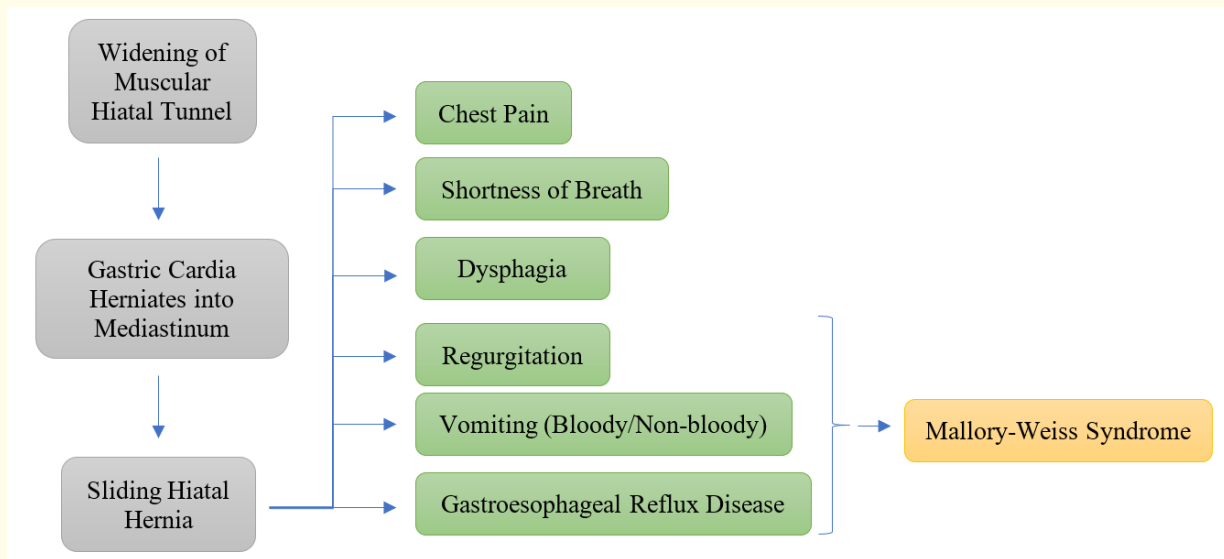 Widening of
Muscular
Hiatal Tunnel
Gastric Cardia
Herniates into
Mediastinum
Sliding Hiatal
Hernia
Chest Pain
Shortness of Breath
Dysphagia
Regurgitation
Vomiting (Bloody/Non-bloody)
Gastroesophageal Reflux Disease
Mallory-Weiss Syndrome